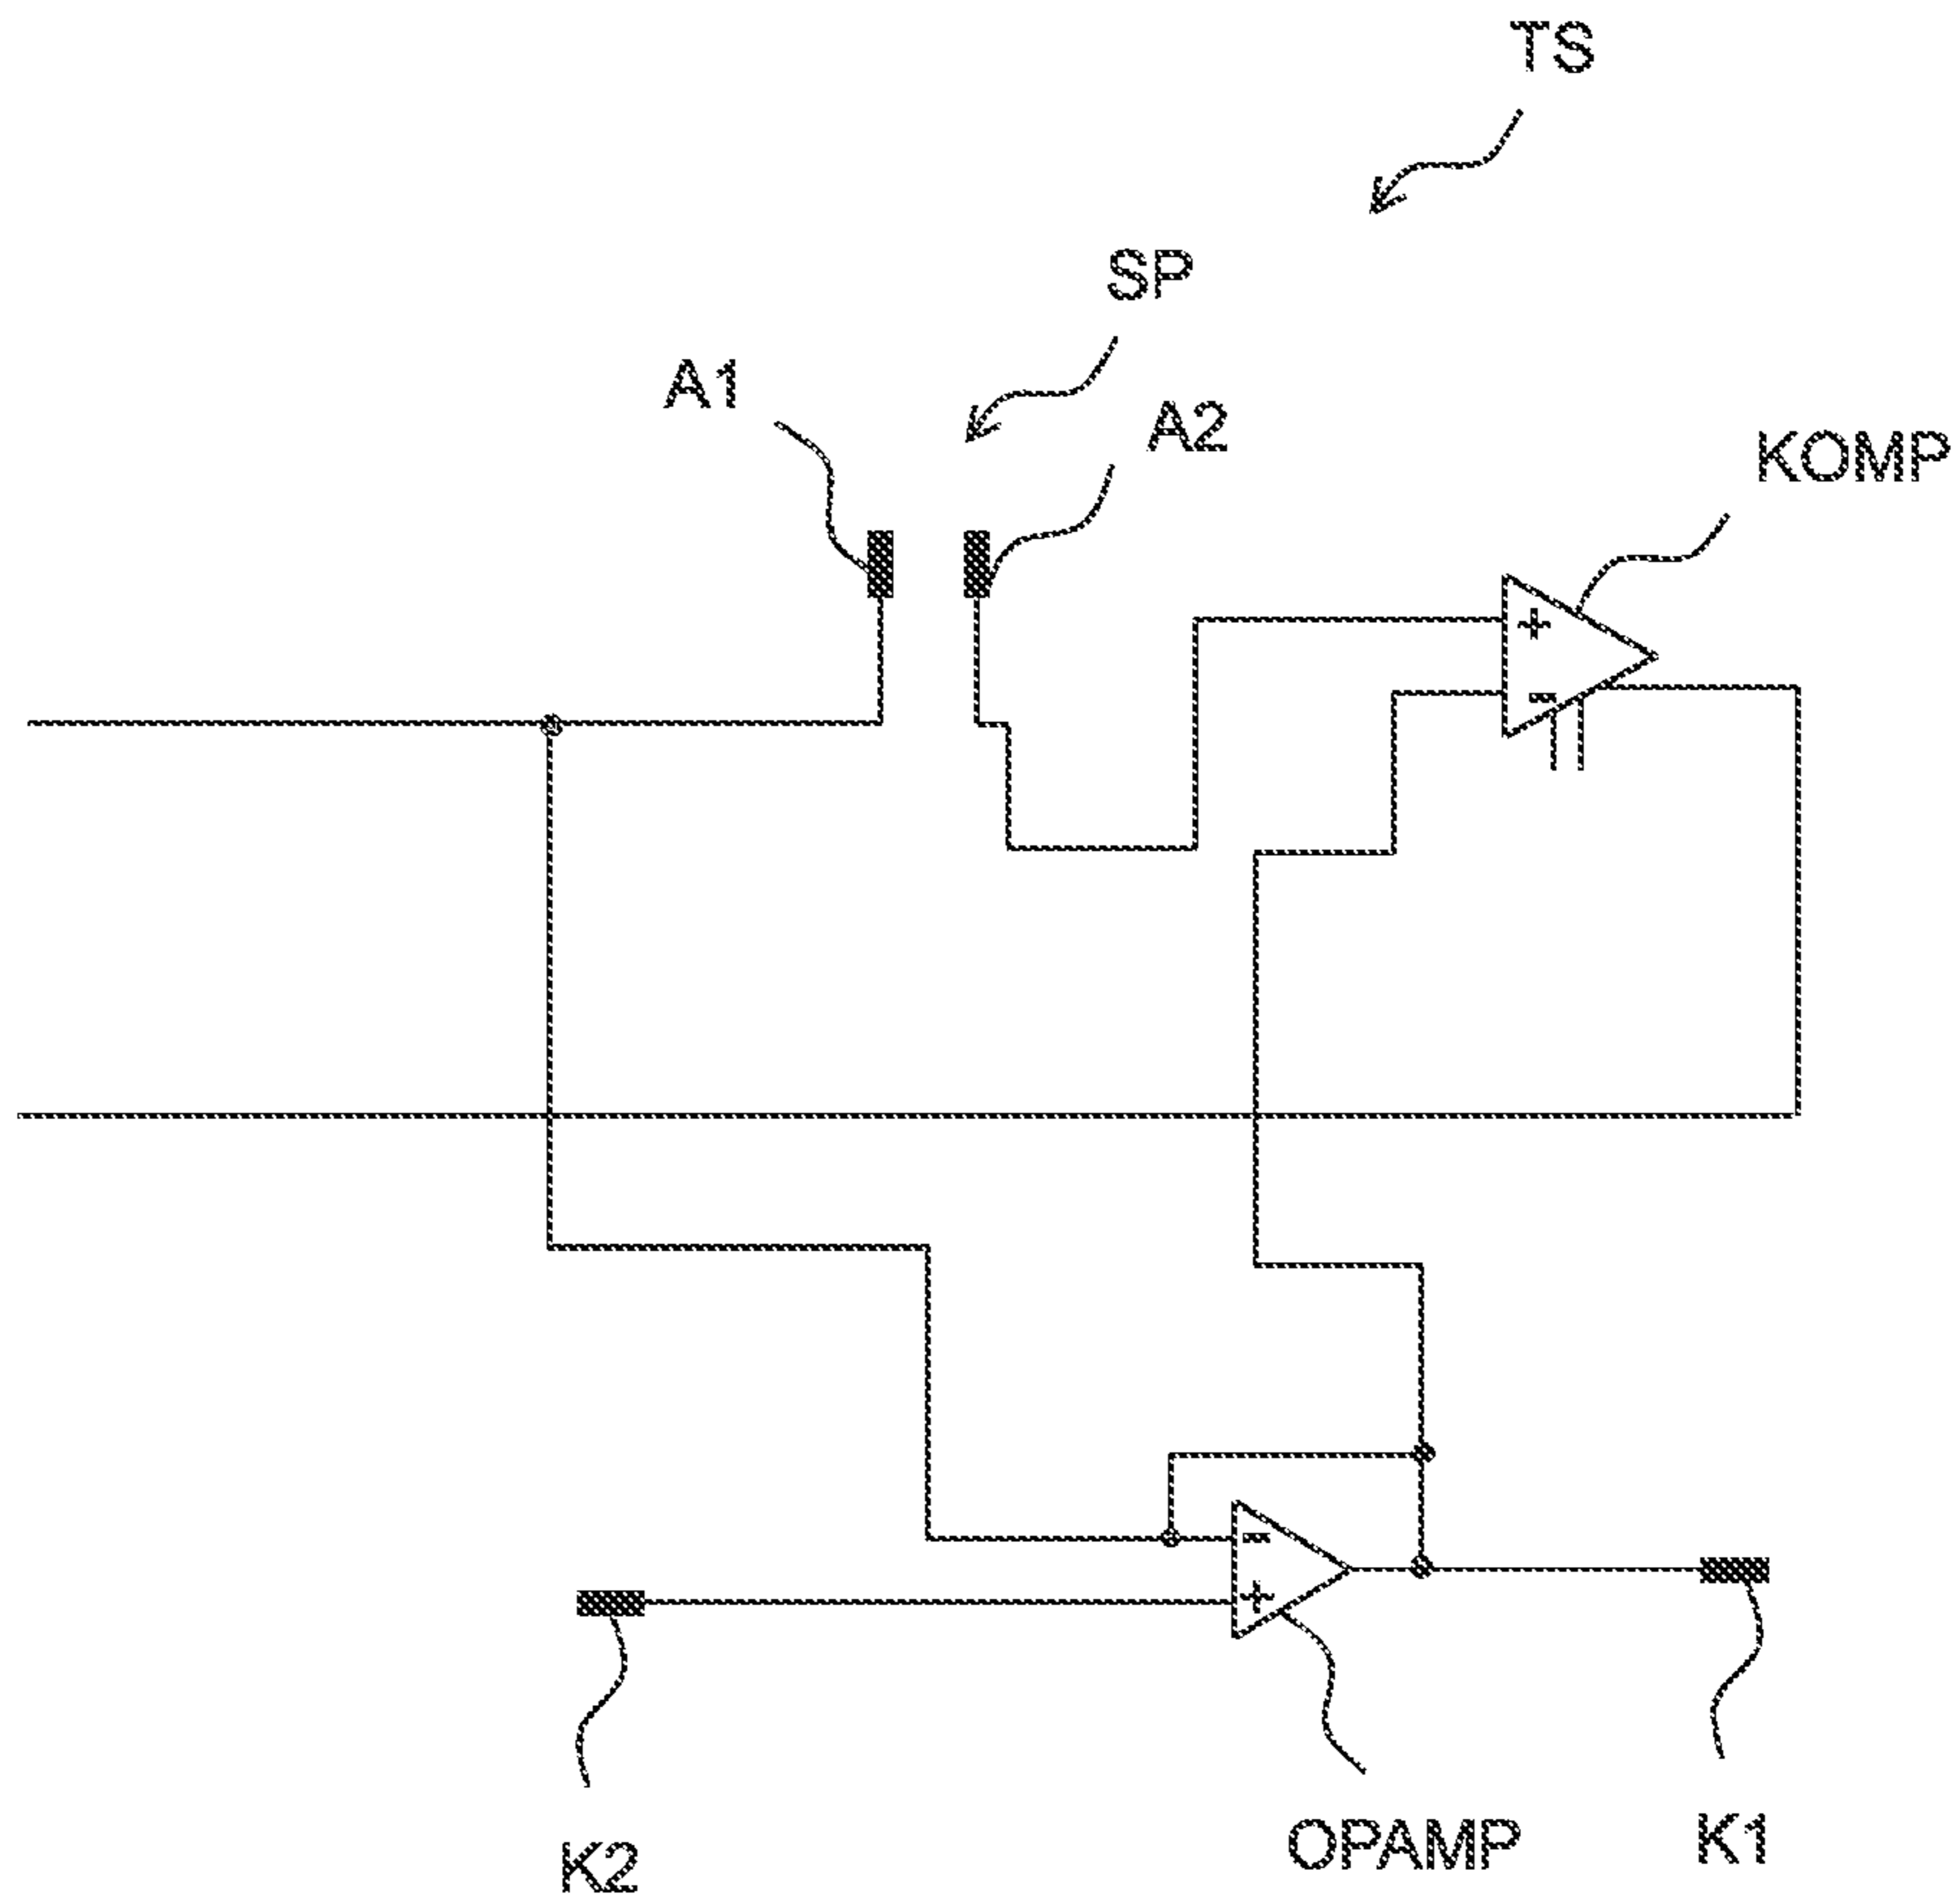 TS
SP
A1
A2
KOMP
+
-
-
+
K2
OPAMP
K1